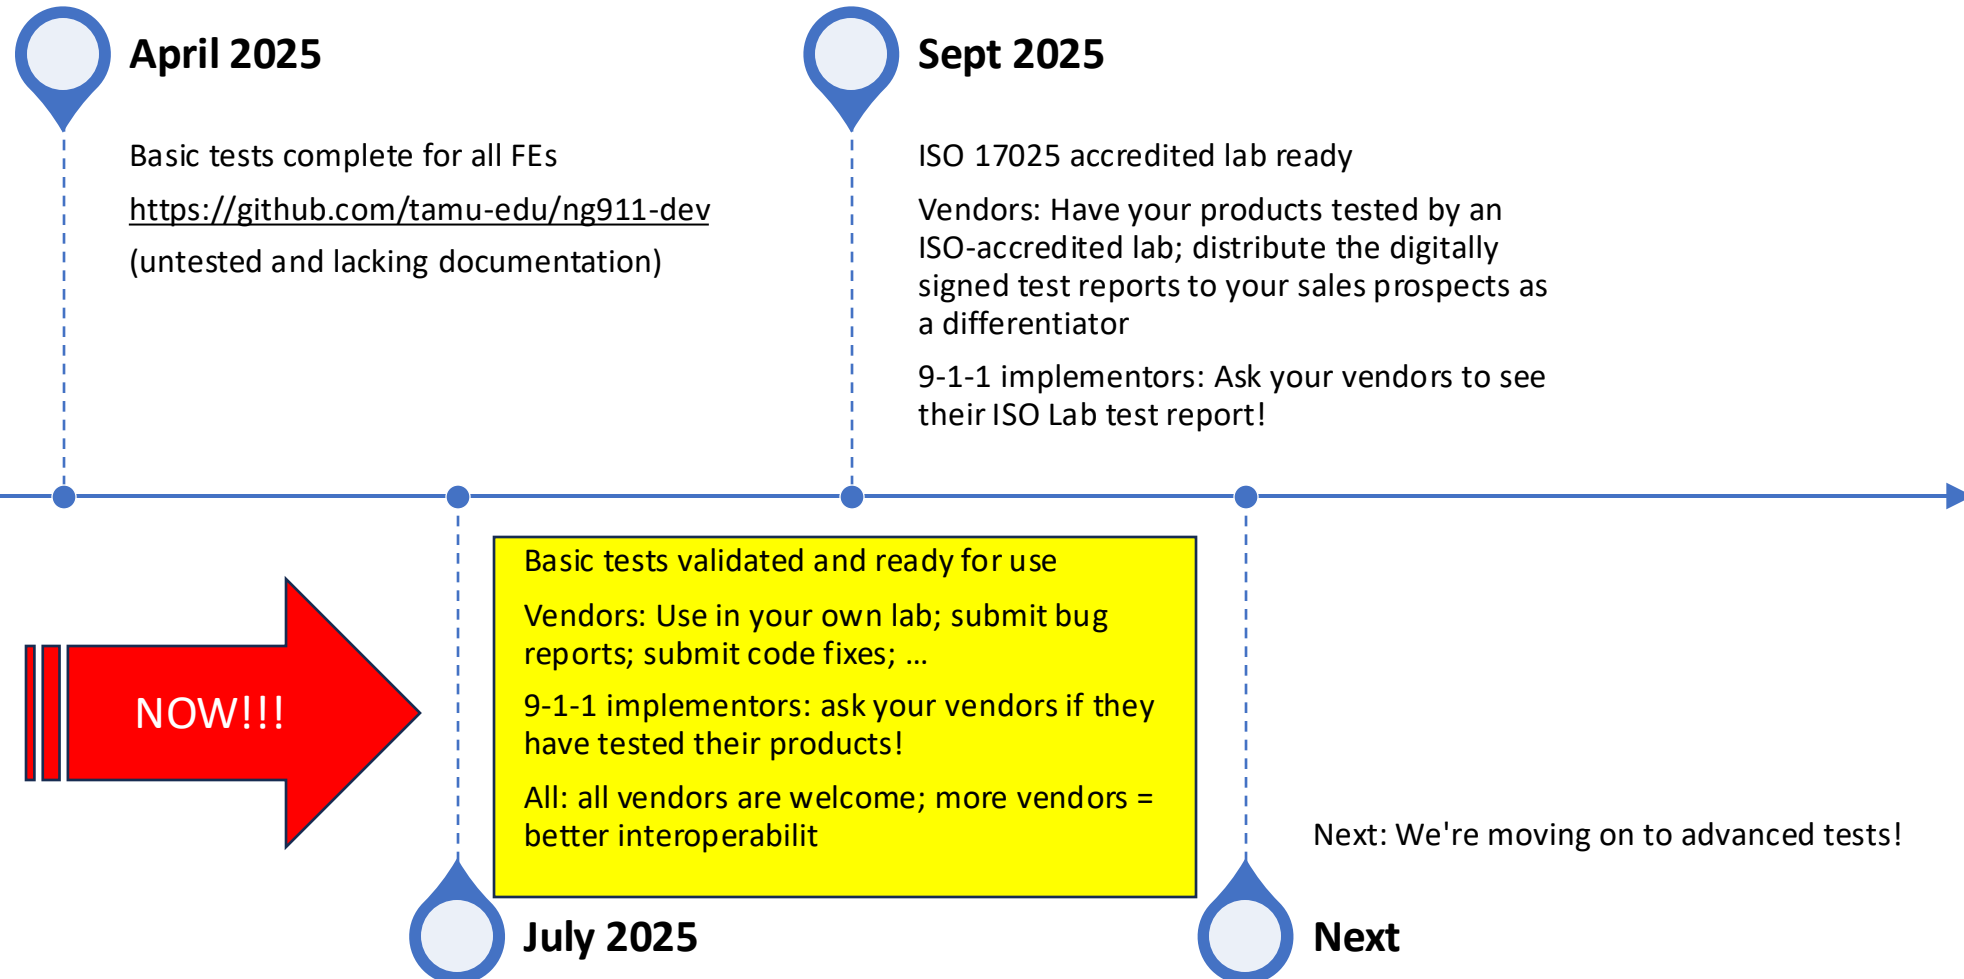 April 2025
Basic tests complete for all FEs
https://github.com/tamu-edu/ng911-dev
(untested and lacking documentation)
Sept 2025
ISO 17025 accredited lab ready
Vendors: Have your products tested by an
ISO-accredited lab; distribute the digitally
signed test reports to your sales prospects as
a differentiator
9-1-1 implementors: Ask your vendors to see
their ISO Lab test report!
NOW!!!
Basic tests validated and ready for use
Vendors: Use in your own lab; submit bug
reports; submit code fixes; …
9-1-1 implementors: ask your vendors if they
have tested their products!
All: all vendors are welcome; more vendors =
better interoperabilit
July 2025
Next: We're moving on to advanced tests!
Next